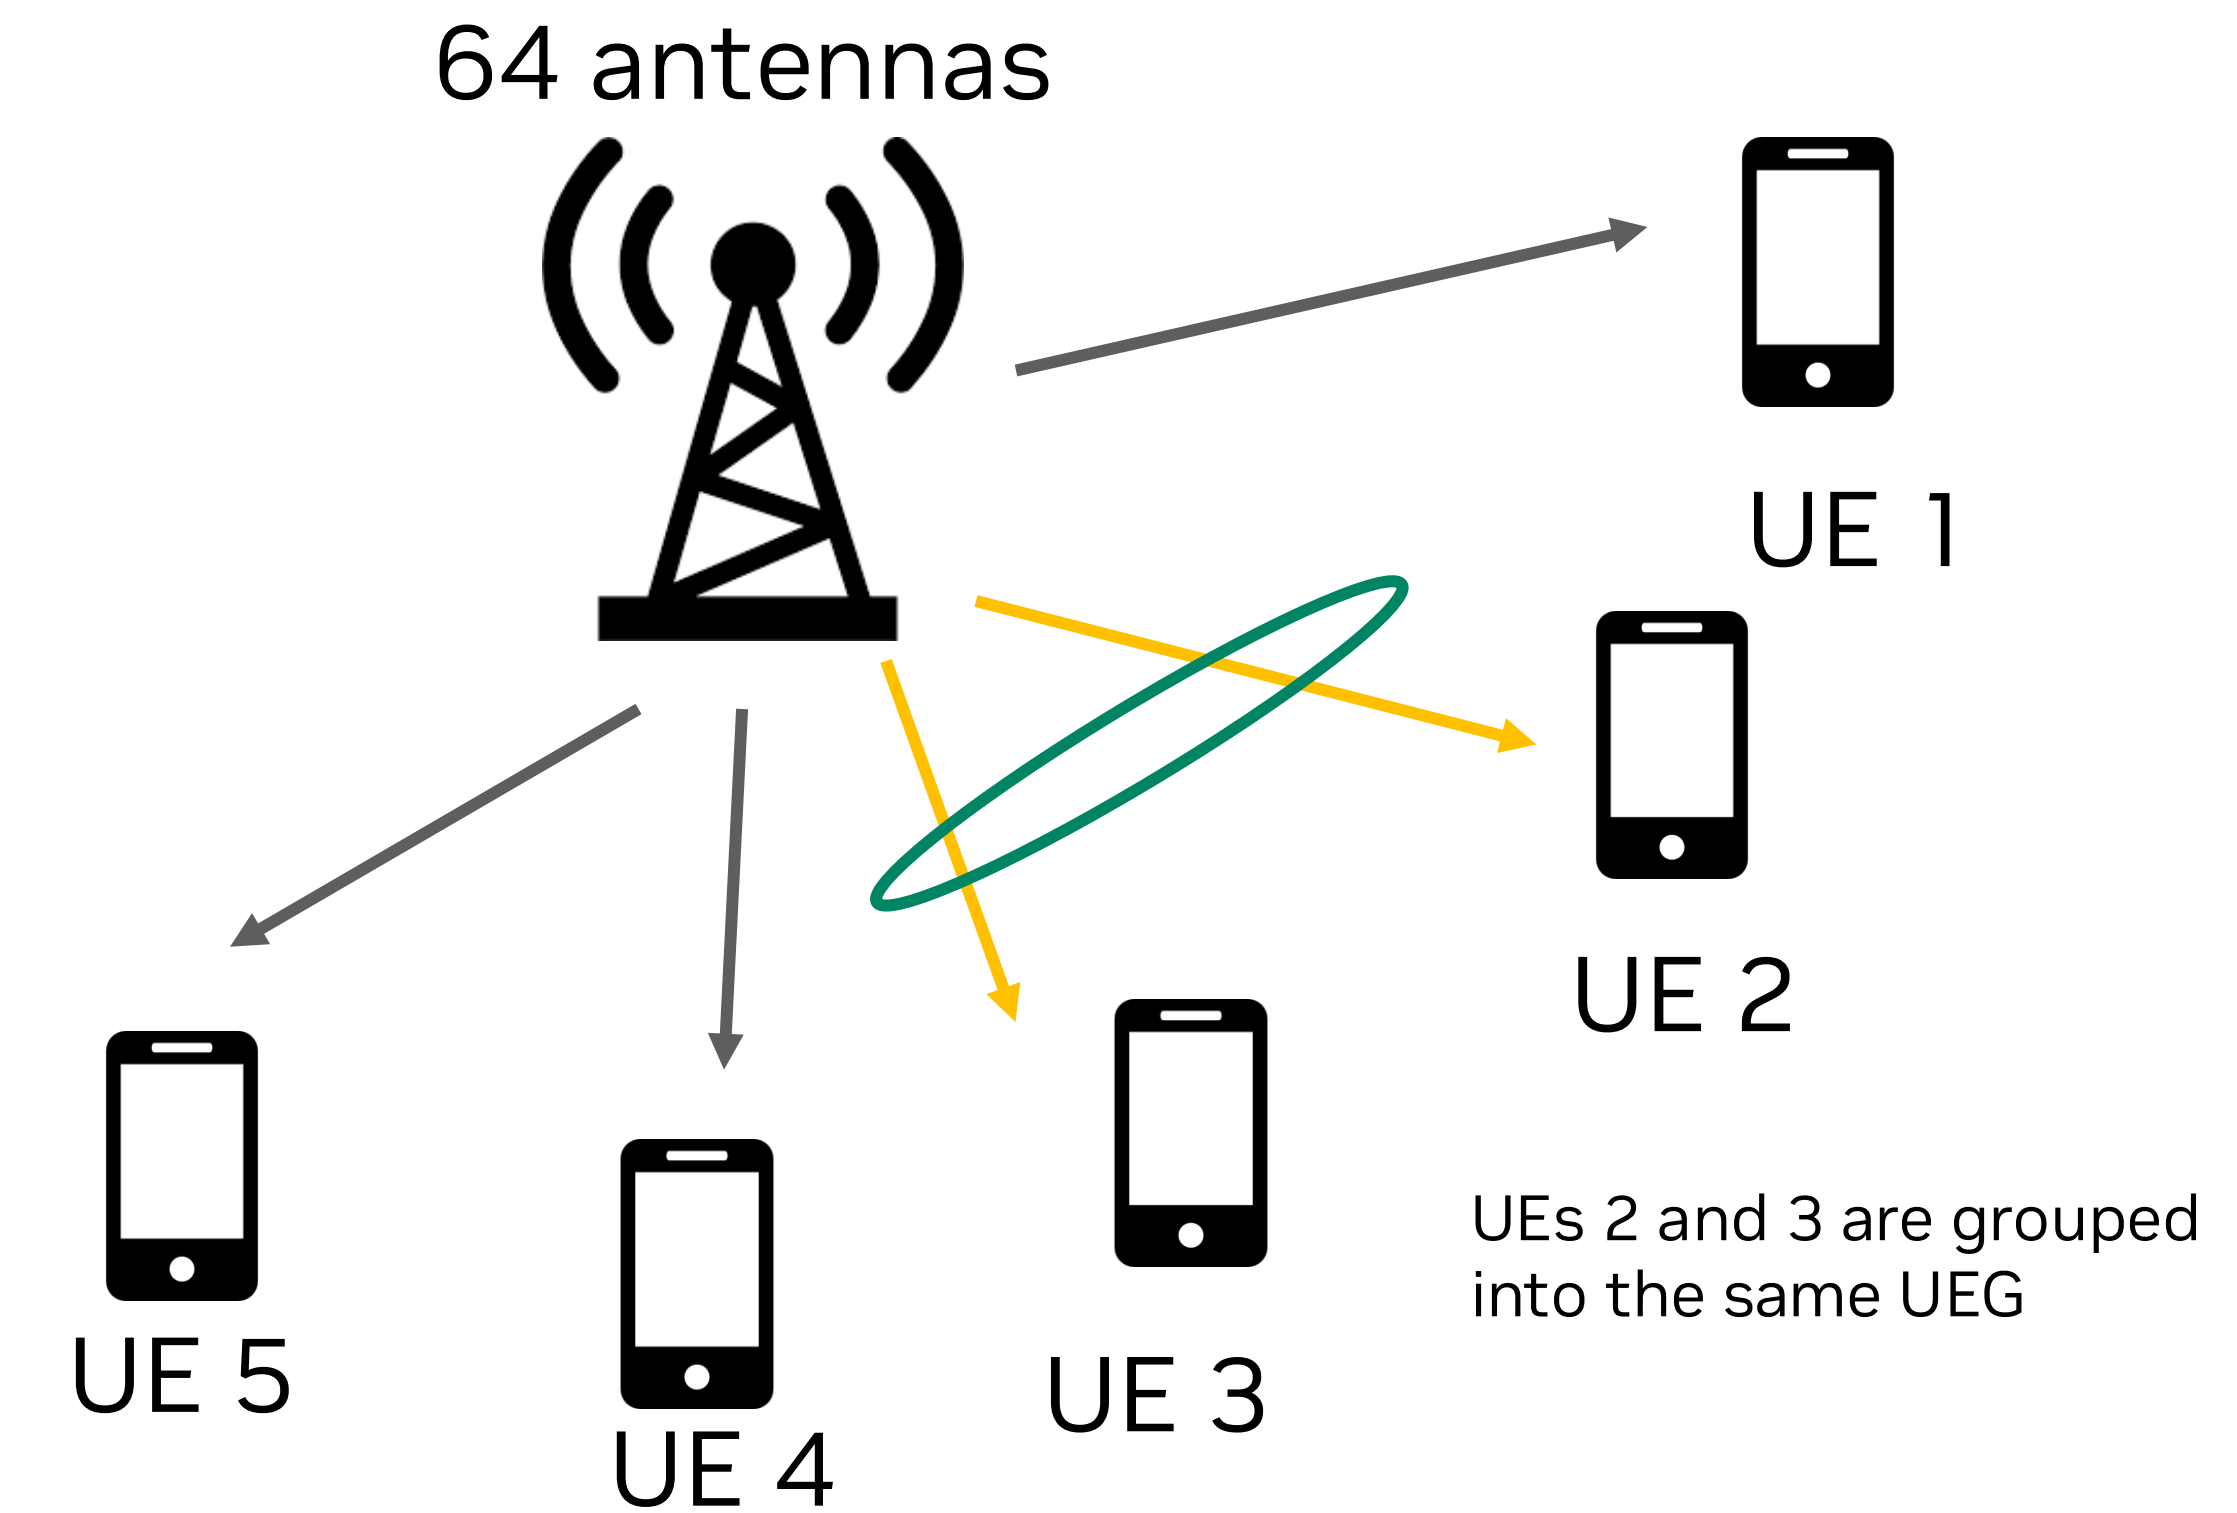 64 antennas
UE 1
UE 2
UE 3
UE 4
UE 5
UEs 2 and 3 are grouped
into the same UEG